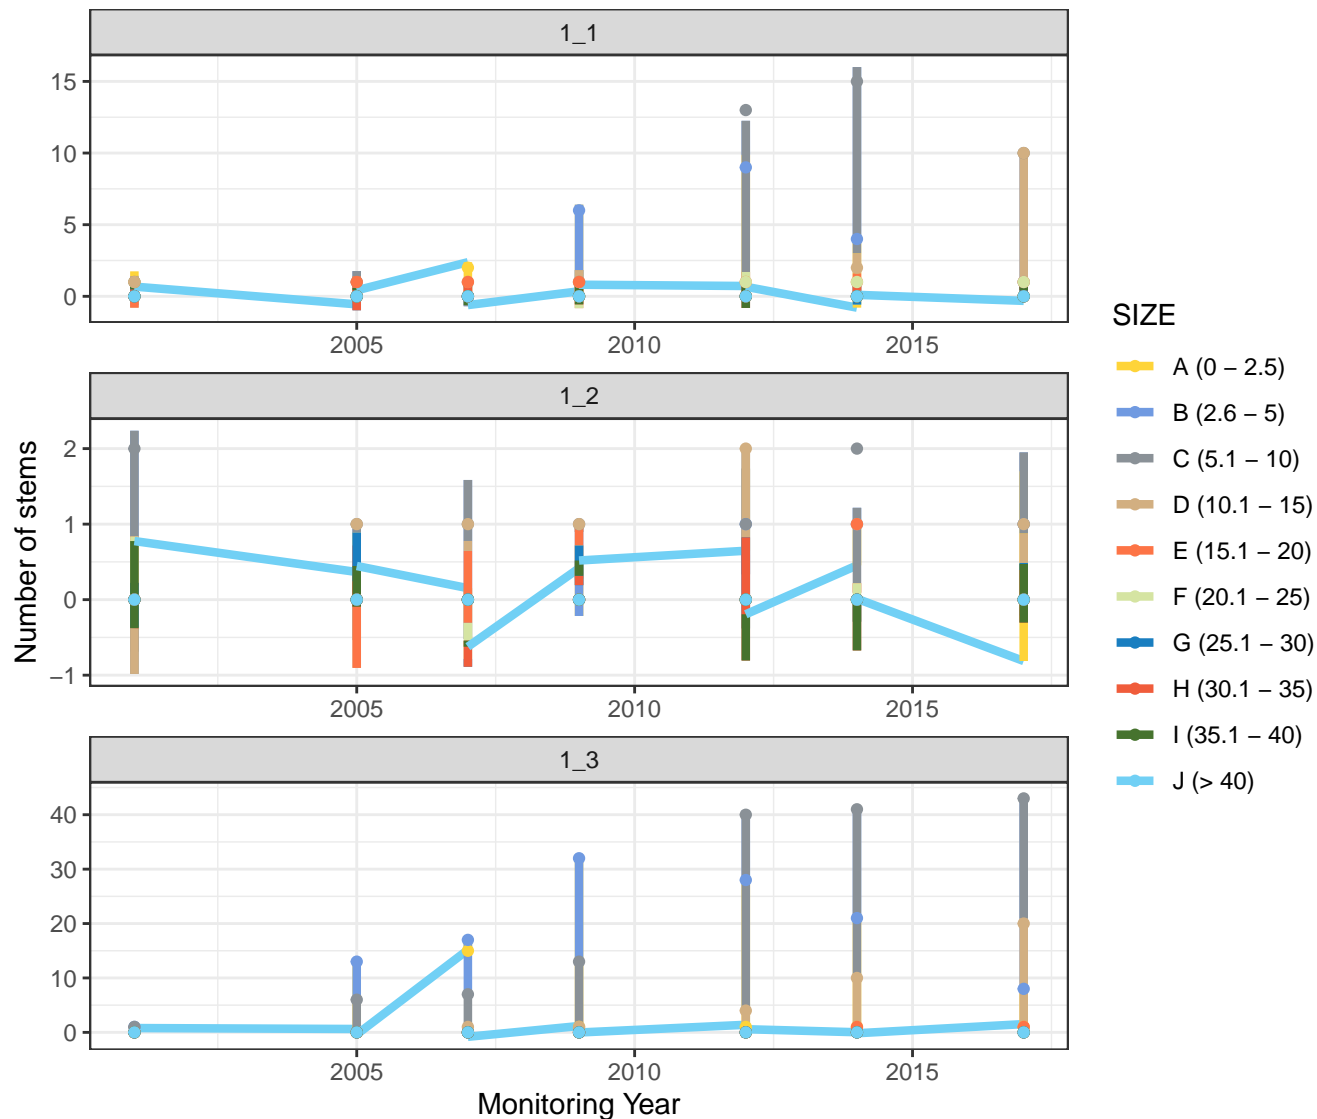 1_1
15
10
5
0
2005
2010
2015
1_2
2
1
0
−1
2005
2010
2015
1_3
40
30
20
10
0
2005
2010
2015
Monitoring Year
Number of stems
SIZE
A (0 − 2.5)
B (2.6 − 5)
C (5.1 − 10)
D (10.1 − 15)
E (15.1 − 20)
F (20.1 − 25)
G (25.1 − 30)
H (30.1 − 35)
I (35.1 − 40)
J (> 40)